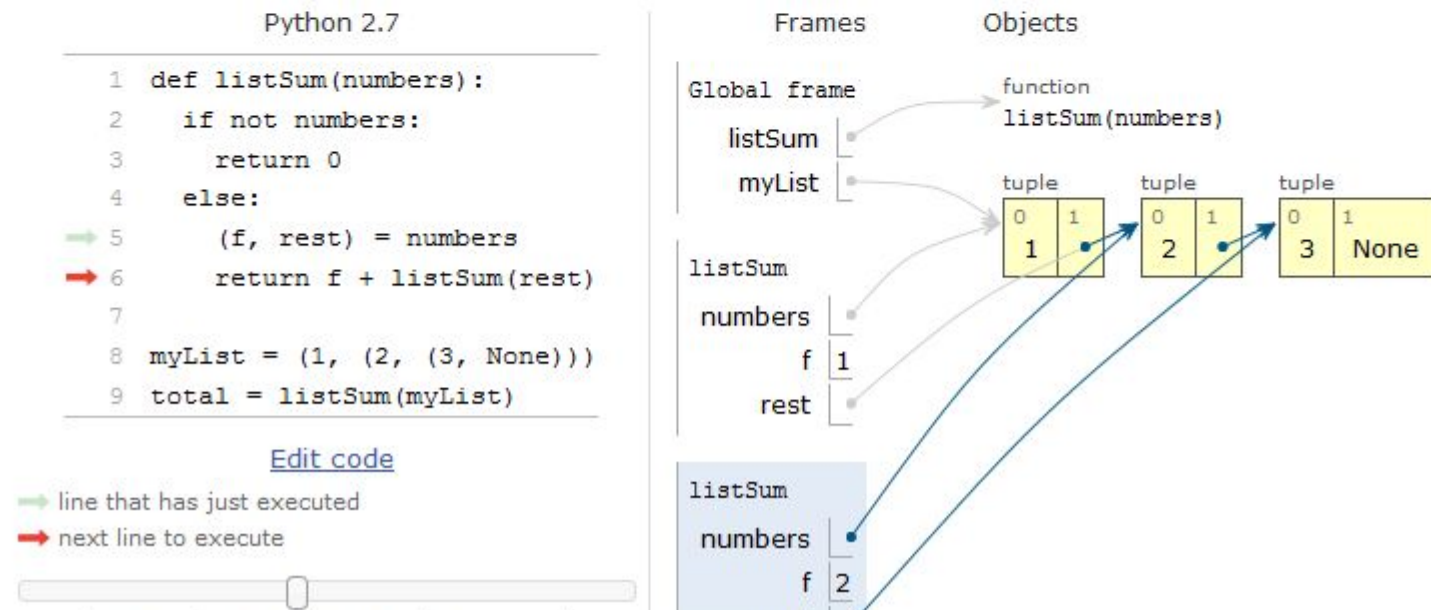 Python 2.7
1 def listSum(numbers):
2 if not numbers:
3 return 0
4 else:
5 (f, rest) = numbers
6 return f + listSum(rest)
7
8 myList = (1, (2, (3, None)))
9 total = listSum(myList)
Edit code
line that has just executed
next line to execute
Frames Objects
Global frame
listSum
myList
function
listSum(numbers)
tuple tuple tuple
0 1 0 1 0 1
1 2 3 None
listSum
numbers
f 1
rest
listSum
numbers
f 2